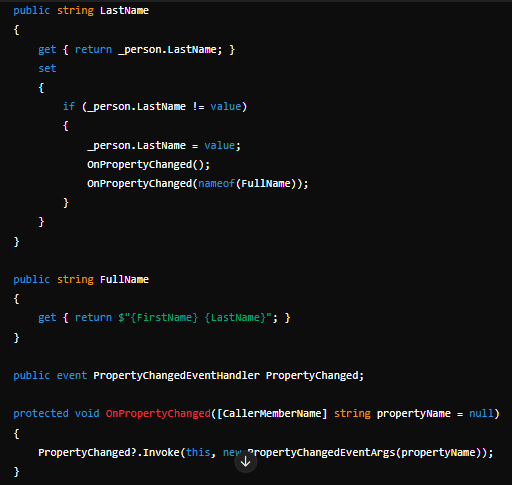 public string LastName
{
    get { return _person.LastName; }
    set
    {
        if (_person.LastName != value)
        {
            _person.LastName = value;
            OnPropertyChanged();
            OnPropertyChanged(nameof(FullName));
        }
    }
}

public string FullName
{
    get { return $"{FirstName} {LastName}"; }
}

public event PropertyChangedEventHandler PropertyChanged;

protected void OnPropertyChanged([CallerMemberName] string propertyName = null)
{
    PropertyChanged?.Invoke(this, new PropertyChangedEventArgs(propertyName));
}